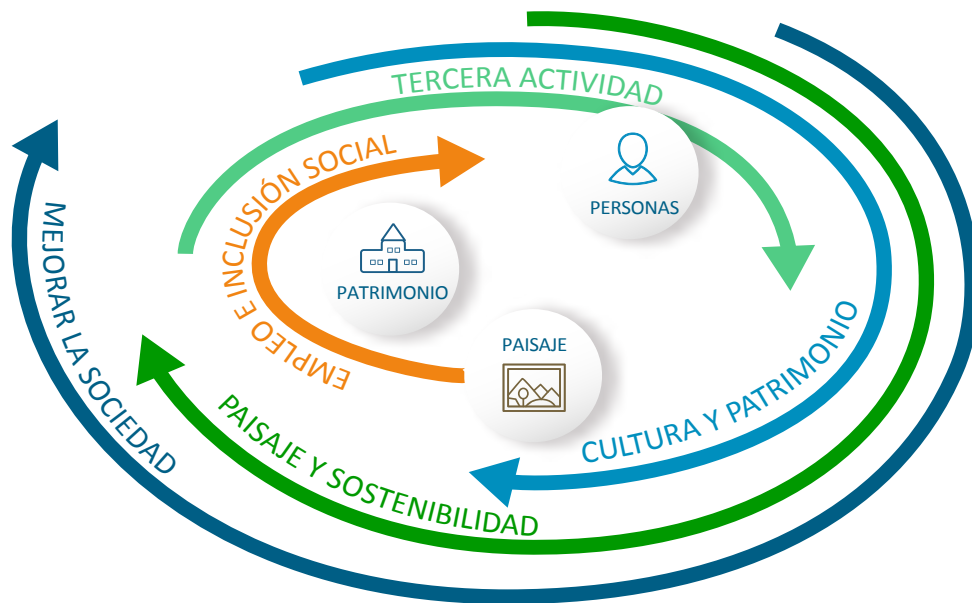 TERCERA ACTIVIDAD
EMPLEO E INCLUSIÓN SOCIAL
PERSONAS
PATRIMONIO
PAISAJE
MEJORAR LA SOCIEDAD
PAISAJE Y SOSTENIBILIDAD
CULTURA Y PATRIMONIO